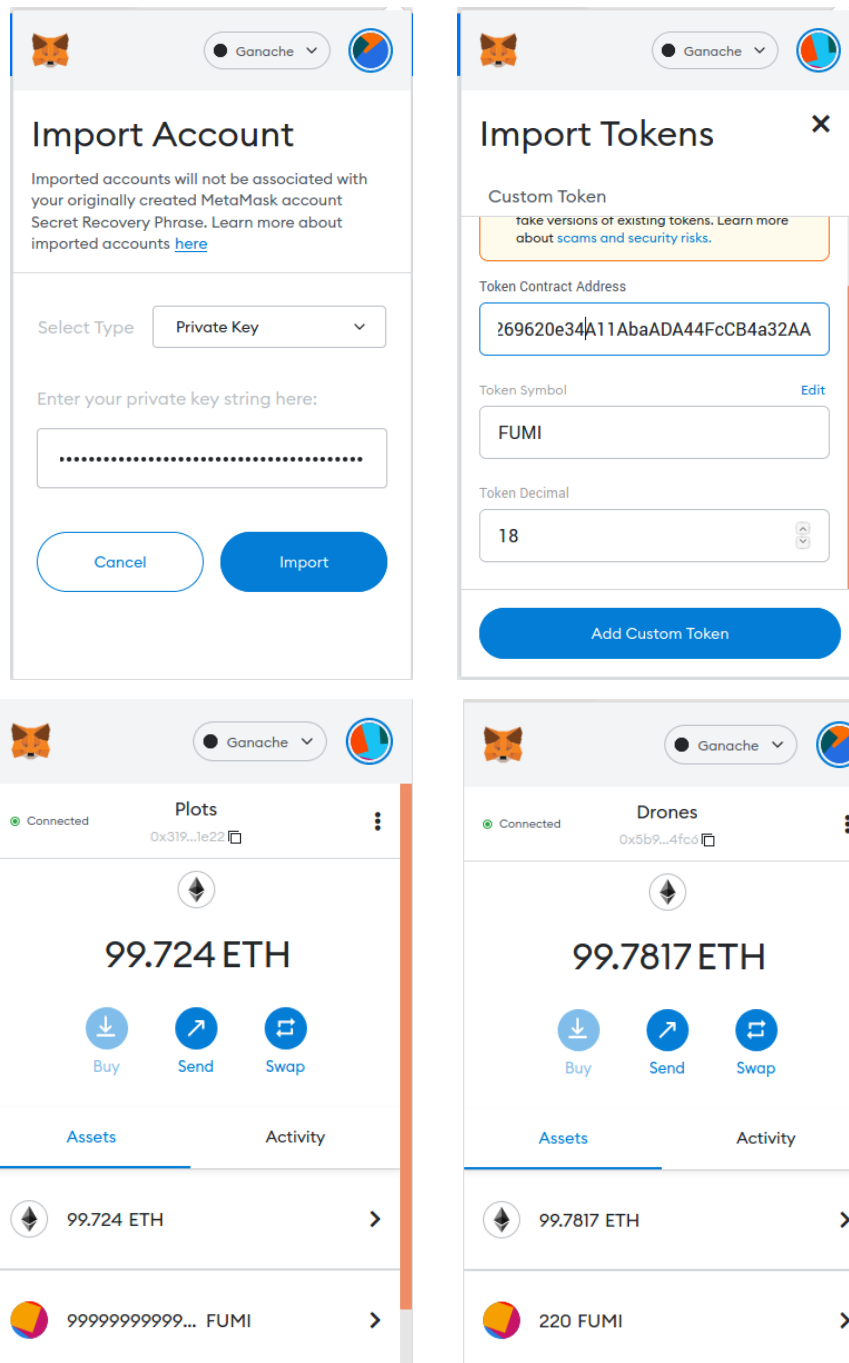 Ganache
Import Account
Imported accounts will not be associated with
your originally created MetaMask account
Secret Recovery Phrase. Learn more about
imported accounts here
Select Type
Private Key
Enter your private key string here:
Cancel
Import
Ganache
Import Tokens
Custom Token
fake versions of existing tokens. Learn more
about scams and security risks.
Token Contract Address
269620e34A11AbaADA44FcCB4a32AA
Token Symbol
Edit
FUMI
Token Decimal
18
Add Custom Token
Ganache
Connected
Plots
0x319...1e22
99.724 ETH
Buy
Send
Swap
Assets
Activity
99.724 ETH
99999999999... FUMI
Ganache
Connected
Drones
0x5b9...4fc6
99.7817 ETH
Buy
Send
Swap
Assets
Activity
99.7817 ETH
220 FUMI